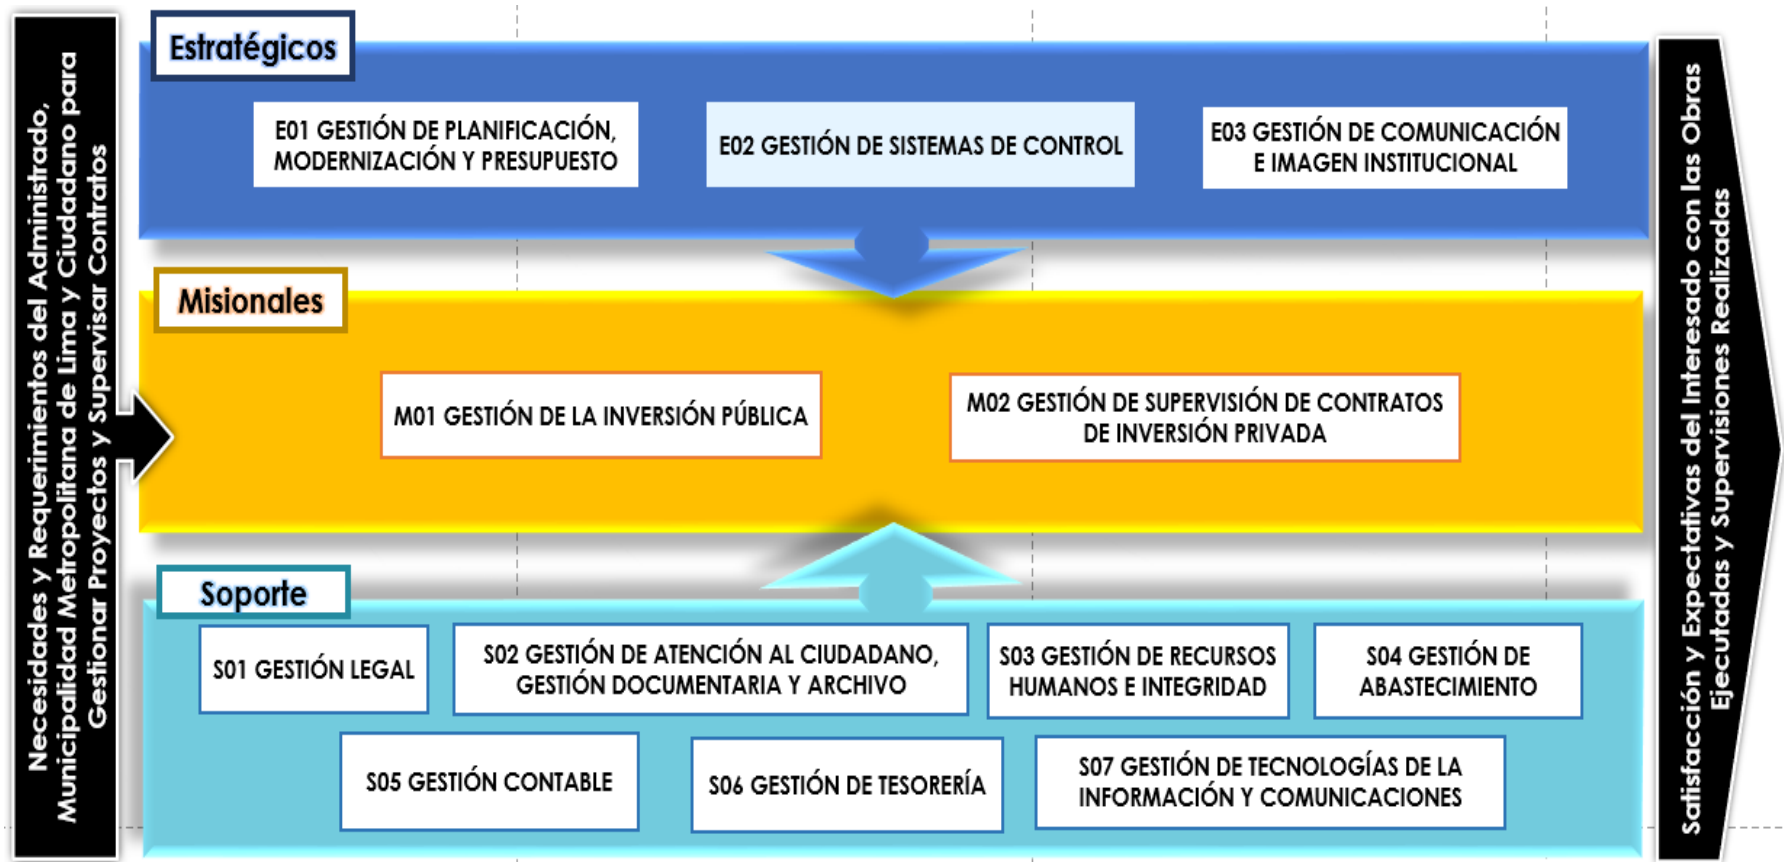 Necesidades y Requerimientos del Administrado,
Municipalidad Metropolitana de Lima y Ciudadano para
Gestionar Proyectos y Supervisar Contratos
Estratégicos
E01 GESTIÓN DE PLANIFICACIÓN,
MODERNIZACIÓN Y PRESUPUESTO
E02 GESTIÓN DE SISTEMAS DE CONTROL
E03 GESTIÓN DE COMUNICACIÓN
E IMAGEN INSTITUCIONAL
Misionales
M01 GESTIÓN DE LA INVERSIÓN PÚBLICA
M02 GESTIÓN DE SUPERVISIÓN DE CONTRATOS
DE INVERSIÓN PRIVADA
Soporte
S01 GESTIÓN LEGAL
S02 GESTIÓN DE ATENCIÓN AL CIUDADANO,
GESTIÓN DOCUMENTARIA Y ARCHIVO
S03 GESTIÓN DE RECURSOS
HUMANOS E INTEGRIDAD
S04 GESTIÓN DE
ABASTECIMIENTO
S05 GESTIÓN CONTABLE
S06 GESTIÓN DE TESORERÍA
S07 GESTIÓN DE TECNOLOGÍAS DE LA
INFORMACIÓN Y COMUNICACIONES
Satisfacción y Expectativas del Interesado con las Obras
Ejecutadas y Supervisiones Realizadas